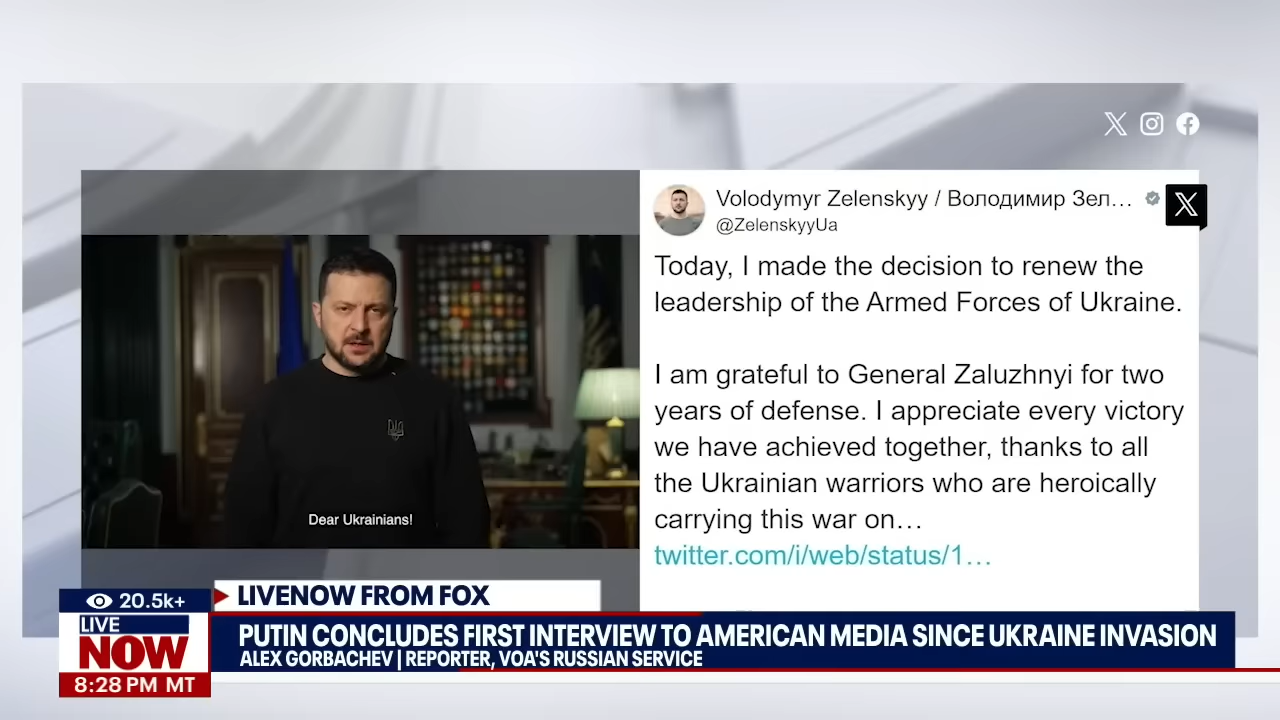 Volodymyr Zelenskyy / Володимир Зел...
@ZelenskyyUa
Today, I made the decision to renew the
leadership of the Armed Forces of Ukraine.
I am grateful to General Zaluzhnyi for two
years of defense. I appreciate every victory
we have achieved together, thanks to all
the Ukrainian warriors who are heroically
carrying this war on…
twitter.com/i/web/status/1…
Dear Ukrainians!
20.5k+
LIVENOW FROM FOX
LIVE
NOW
8:28 PM MT
PUTIN CONCLUDES FIRST INTERVIEW TO AMERICAN MEDIA SINCE UKRAINE INVASION
ALEX GORBACHEV | REPORTER, VOA'S RUSSIAN SERVICE